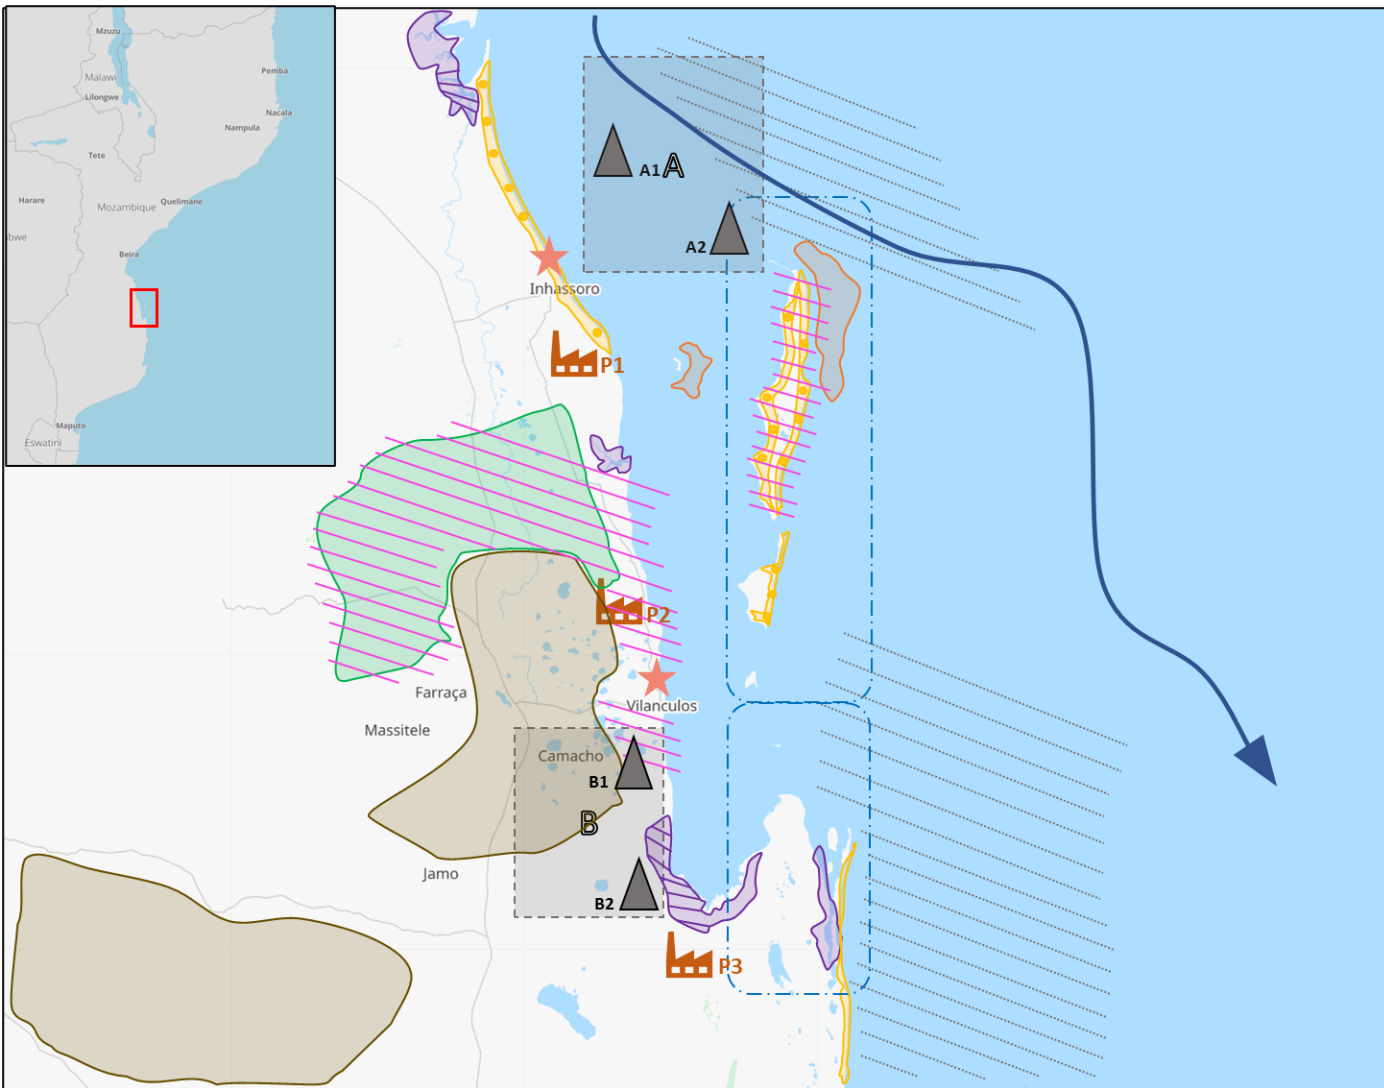 Mzuzu
Malawi
Lilongwe
Pemba
Nacala
Nampula
Tete
Harare
Mozambique
Quelimane
bwe
Beira
Maputo
Eswatini
A1
A
A2
Inhassoro
P1
P2
Farraça
Vilanculos
Massitele
Camacho
B1
B
Jamo
B2
P3